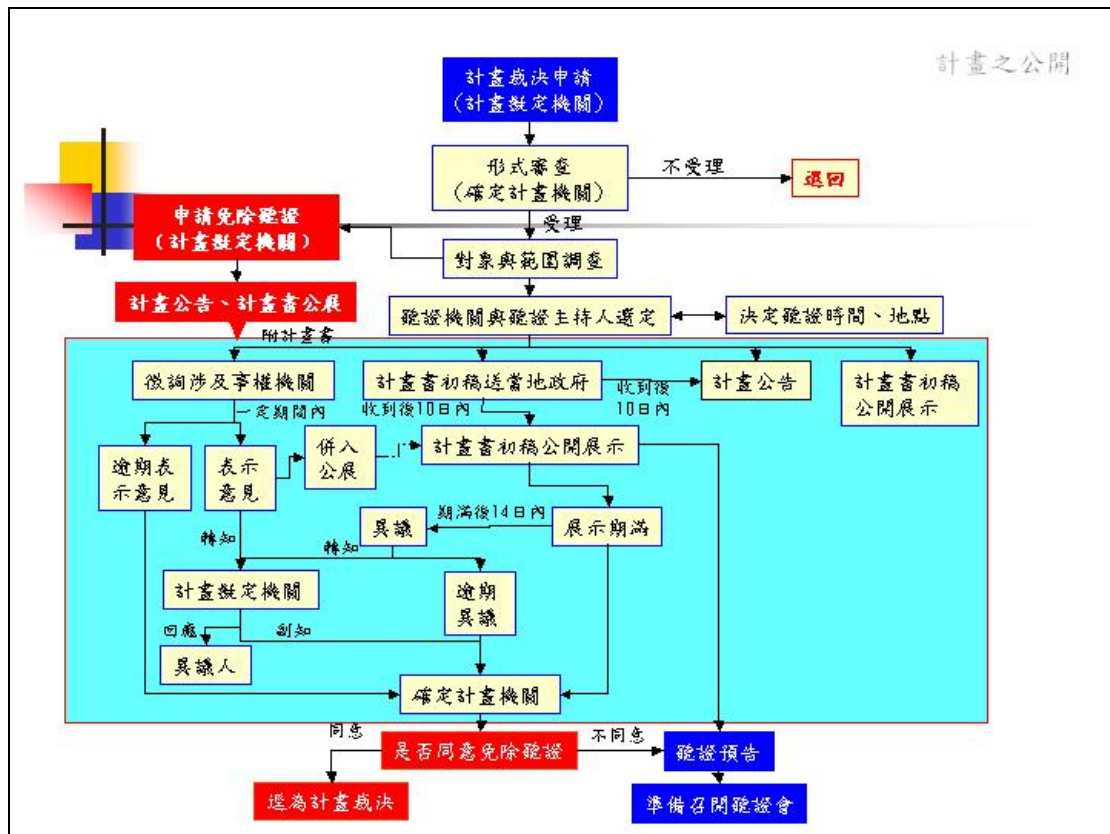 計畫之公開
計畫裁決申請
(計畫擬定機關)
形式審查
(確定計畫機關)
不受理
退回
申請免除聽證
(計畫擬定機關)
受理
對象與範圍調查
計畫公告、計畫書公展
聽證機關與聽證主持人選定
決定聽證時間、地點
附計畫書
徵詢涉及事權機關
計畫書初稿送當地政府
收到後
10日內
計畫公告
計畫書初稿
公開展示
定期間內
收到後10日內
逾期表
示意見
表示
意見
併入
公展
計畫書初稿公開展示
轉知
異議
期滿後14日內
展示期滿
轉知
計畫擬定機關
逾期
異議
回應
副知
異議人
確定計畫機關
同意
是否同意免除聽證
不同意
聽證預告
逕為計畫裁決
準備召開聽證會